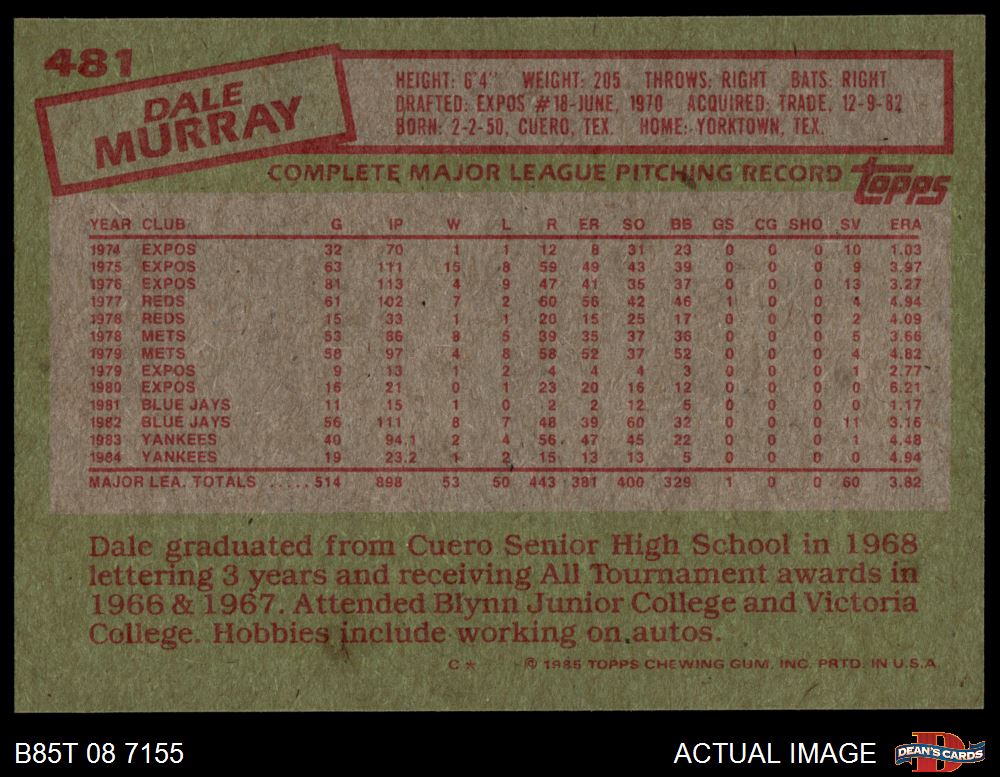 481
DALE
MURRAY
HEIGHT: 6'4" WEIGHT: 205 THROWS: RIGHT BATS: RIGHT
DRAFTED: EXPOS #18-JUNE, 1970 ACQUIRED: TRADE, 12-9-82
BORN: 2-2-50, CUERO, TEX. HOME: YORKTOWN, TEX.
COMPLETE MAJOR LEAGUE PITCHING RECORD topps
YEAR CLUB G IP W L R ER SO BB GS CG SHO SV ERA
1974 EXPOS 32 70 1 1 12 8 31 23 0 0 0 10 1.03
1975 EXPOS 63 111 15 8 59 49 43 39 0 0 0 9 3.97
1976 EXPOS 81 113 4 9 47 41 35 37 0 0 0 13 3.27
1977 REDS 61 102 7 2 60 56 42 46 1 0 0 4 4.94
1978 REDS 15 33 1 1 20 15 25 17 0 0 0 2 4.09
1978 METS 53 86 8 5 39 35 37 36 0 0 0 5 3.66
1979 METS 58 97 4 8 58 52 37 52 0 0 0 4 4.82
1979 EXPOS 9 13 1 2 4 4 4 3 0 0 0 1 2.77
1980 EXPOS 16 21 0 1 23 20 16 12 0 0 0 0 6.21
1981 BLUE JAYS 11 15 1 0 2 2 12 5 0 0 0 0 1.17
1982 BLUE JAYS 56 111 8 7 48 39 60 32 0 0 0 11 3.16
1983 YANKEES 40 94.1 2 4 56 47 45 22 0 0 0 1 4.48
1984 YANKEES 19 23.2 1 2 15 13 13 5 0 0 0 0 4.94
MAJOR LEA. TOTALS .....514 898 53 50 443 381 400 329 1 0 0 60 3.82
Dale graduated from Cuero Senior High School in 1968
lettering 3 years and receiving All Tournament awards in
1966 & 1967. Attended Blynn Junior College and Victoria
College. Hobbies include working on autos.
C* © 1985 TOPPS CHEWING GUM, INC. PRTD. IN U.S.A.
B85T 08 7155 ACTUAL IMAGE DEAN'S CARDS